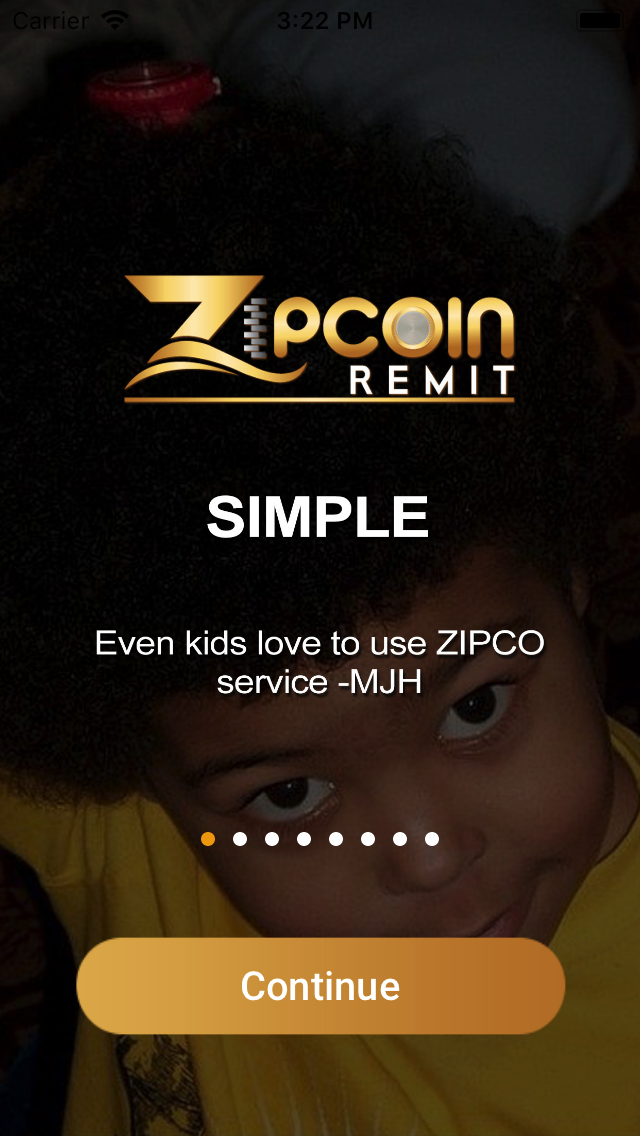 Carrier 3:22 PM
ZIPCOIN
REMIT
SIMPLE
Even kids love to use ZIPCO
service -MJH
Continue